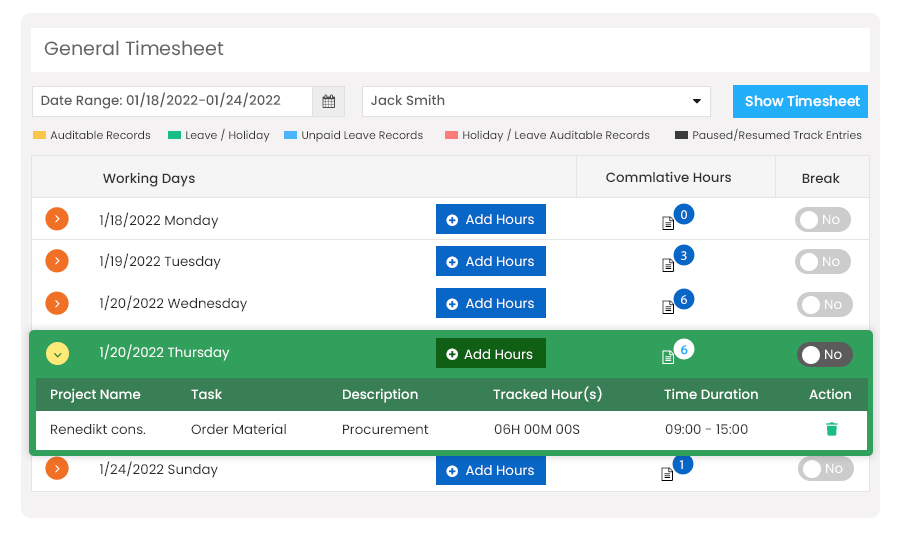 General Timesheet
Date Range: 01/18/2022-01/24/2022 Jack Smith Show Timesheet
Auditable Records Leave / Holiday Unpaid Leave Records Holiday / Leave Auditable Records Paused/Resumed Track Entries
Working Days Commlative Hours Break
1/18/2022 Monday Add Hours 0 No
1/19/2022 Tuesday Add Hours 3 No
1/20/2022 Wednesday Add Hours 6 No
1/20/2022 Thursday Add Hours 6 No
Project Name Task Description Tracked Hour(s) Time Duration Action
Renedikt cons. Order Material Procurement 06H 00M 00S 09:00 - 15:00
1/24/2022 Sunday Add Hours 1 No